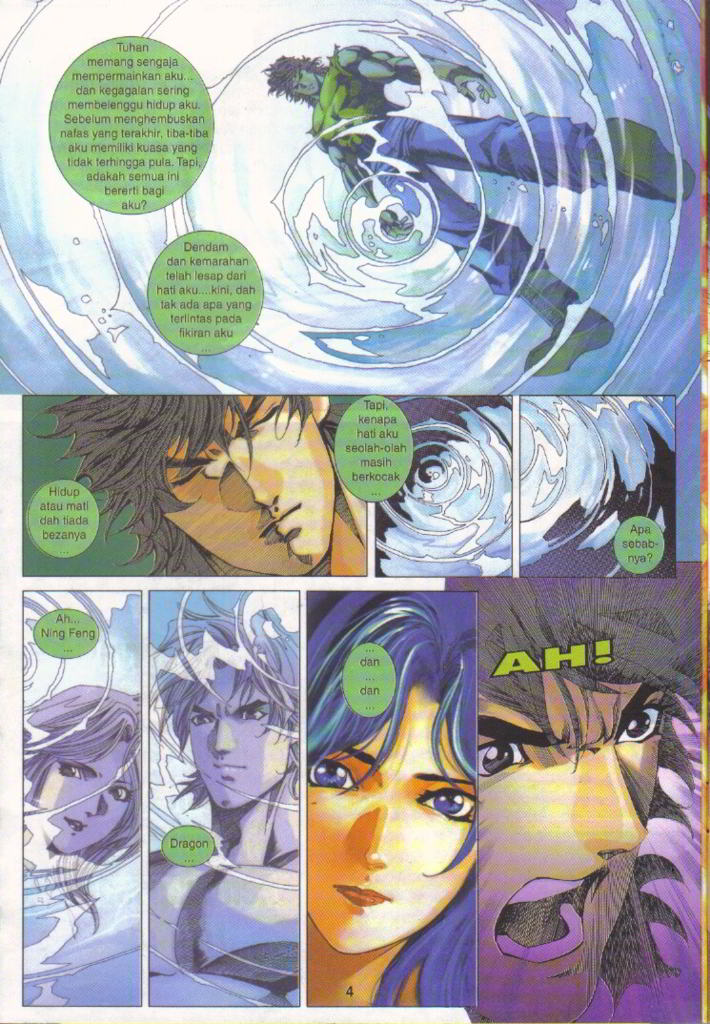 Tuhan
memang sengaja
mempermainkan aku...
dan kegagalan sering
membelenggu hidup aku.
Sebelum menghembuskan
nafas yang terakhir, tiba-tiba
aku memiliki kuasa yang
tidak terhingga pula. Tapi,
adakah semua ini
bererti bagi
aku?
Dendam
dan kemarahan
telah lesap dari
hati aku....kini, dah
tak ada apa yang
terlintas pada
fikiran aku
...
Hidup
atau mati
dah tiada
bezanya
...
Tapi,
kenapa
hati aku
seolah-olah
masih
berkocak
...
Apa
sebab-
nya?
Ah...
Ning Feng
...
Dragon
...
...
dan
...
dan
...
AH!
4